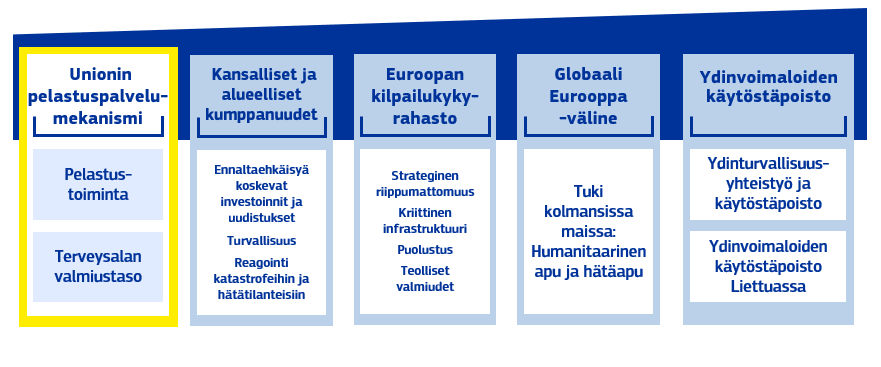 Unionin
pelastuspalvelu-
mekanismi
Pelastus-
toiminta
Terveysalan
valmiustaso
Kansalliset ja
alueelliset
kumppanuudet
Ennaltaehkäisyä
koskevat
investoinnit ja
uudistukset
Turvallisuus
Reagointi
katastrofeihin ja
hätätilanteisiin
Euroopan
kilpailukyky-
rahasto
Strateginen
riippumattomuus
Kriittinen
infrastruktuuri
Puolustus
Teolliset
valmiudet
Globaali
Eurooppa
-väline
Tuki
kolmansissa
maissa:
Humanitaarinen
apu ja hätäapu
Ydinvoimaloiden
käytöstäpoisto
Ydinturvallisuus-
yhteistyö ja
käytöstäpoisto
Ydinvoimaloiden
käytöstäpoisto
Liettuassa